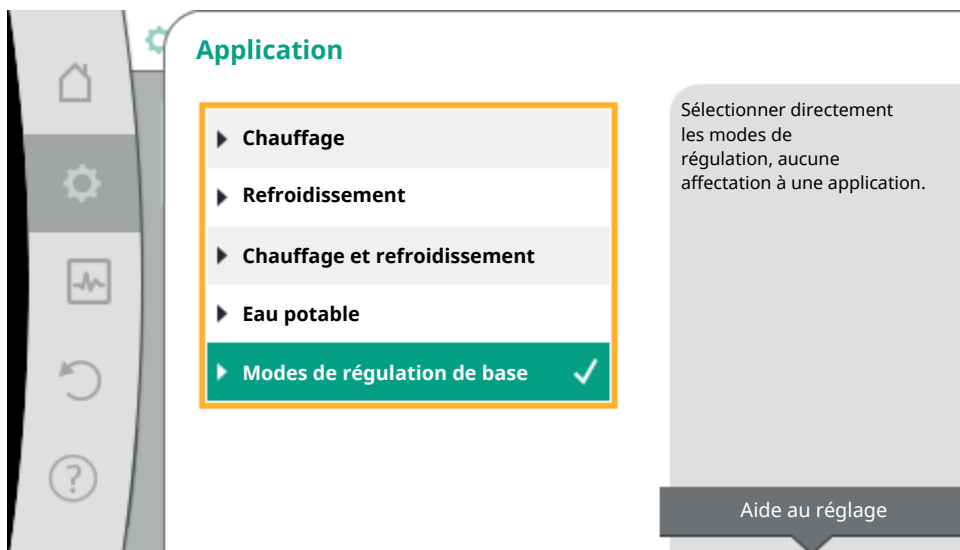 Application
Chauffage
Refroidissement
Chauffage et refroidissement
Eau potable
Modes de régulation de base
Sélectionner directement
les modes de
régulation, aucune
affectation à une application.
Aide au réglage
?